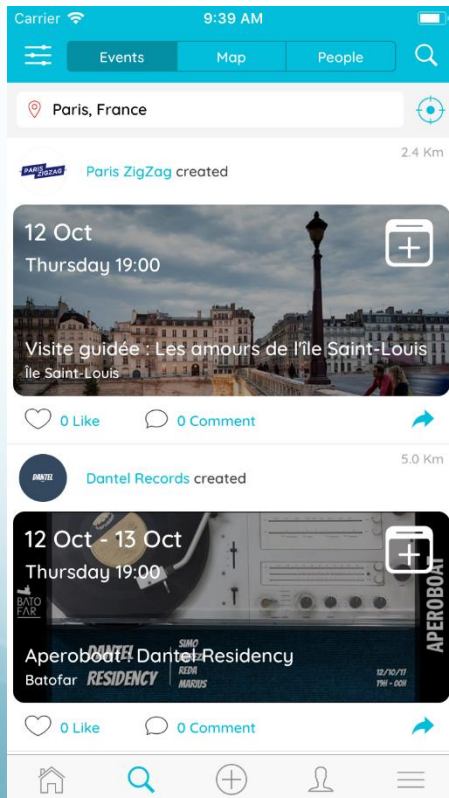 Carrier 9:39 AM
Events Map People
Paris, France
2.4 Km
PARIS ZIGZAG
Paris ZigZag created
12 Oct
Thursday 19:00
Visite guidée : Les amours de l'île Saint-Louis
Île Saint-Louis
0 Like 0 Comment
5.0 Km
DANTEL
Dantel Records created
12 Oct - 13 Oct
Thursday 19:00
BATO
FAR
APEROBOAT
Aperoboat - Dantel Residency
Batofar
DANTEL
RESIDENCY
SIMO
REDA
MARIUS
12/10/17
19H - 00H
0 Like 0 Comment